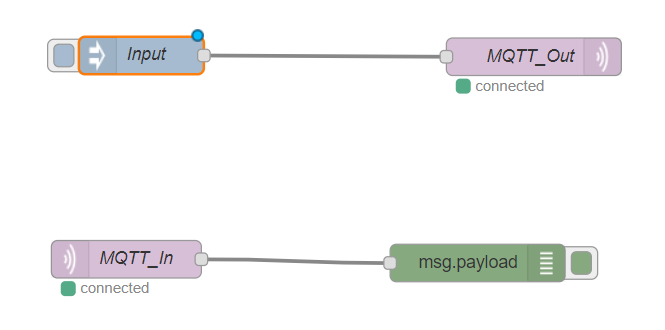 Input
MQTT_Out
connected
MQTT_In
msg.payload
connected